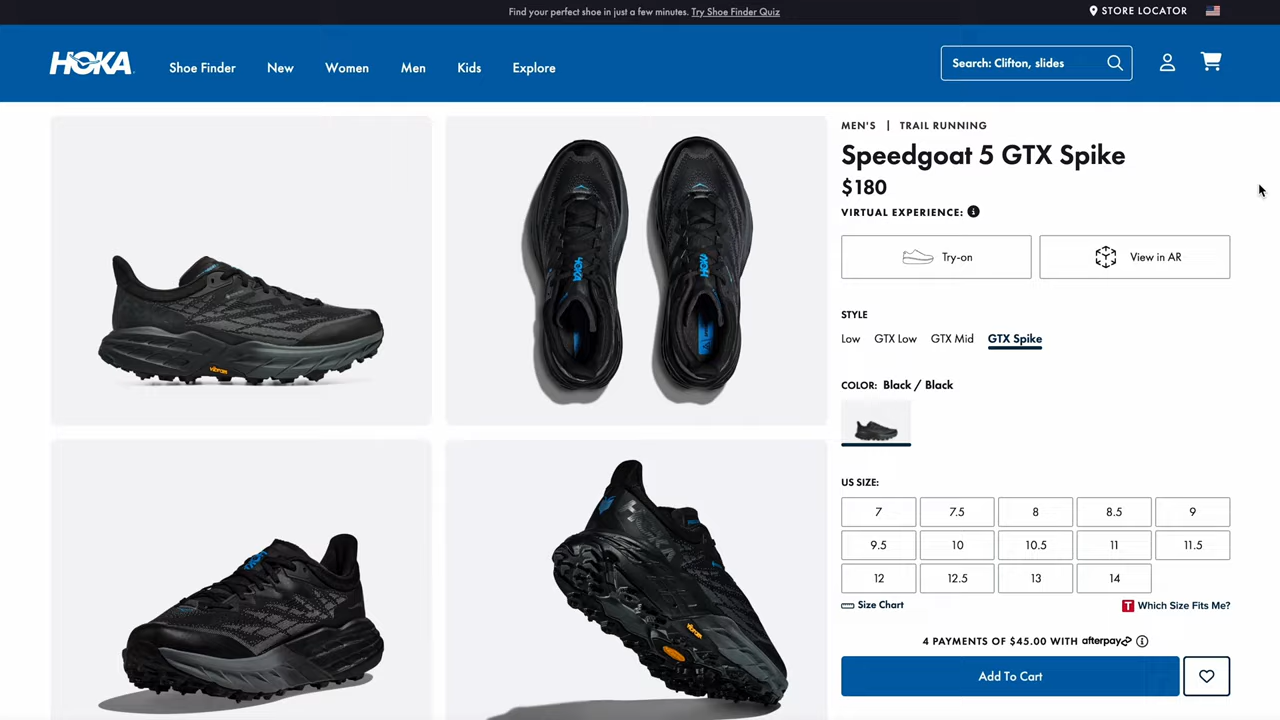 Find your perfect shoe in just a few minutes. Try Shoe Finder Quiz
STORE LOCATOR
HOKA
Shoe Finder
New
Women
Men
Kids
Explore
Search: Clifton, slides
MEN'S | TRAIL RUNNING
Speedgoat 5 GTX Spike
$180
VIRTUAL EXPERIENCE:
Try-on
View in AR
STYLE
Low
GTX Low
GTX Mid
GTX Spike
COLOR: Black / Black
US SIZE:
7
7.5
8
8.5
9
9.5
10
10.5
11
11.5
12
12.5
13
14
Size Chart
T Which Size Fits Me?
4 PAYMENTS OF $45.00 WITH afterpay
Add To Cart
vibram
HOKA
HOKA
vibram